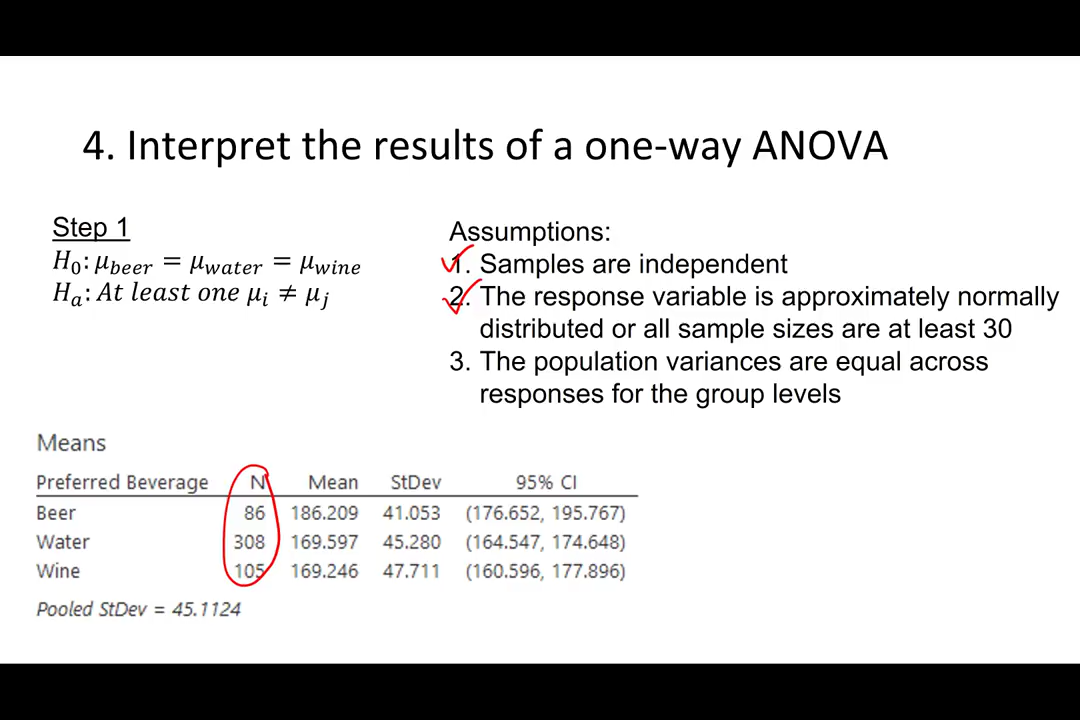 4. Interpret the results of a one-way ANOVA
Step 1
H₀: μ_beer = μ_water = μ_wine
Hₐ: At least one μᵢ ≠ μⱼ
Assumptions:
1. Samples are independent
2. The response variable is approximately normally
distributed or all sample sizes are at least 30
3. The population variances are equal across
responses for the group levels
Means
Preferred Beverage N Mean StDev 95% CI
Beer 86 186.209 41.053 (176.652, 195.767)
Water 308 169.597 45.280 (164.547, 174.648)
Wine 105 169.246 47.711 (160.596, 177.896)
Pooled StDev = 45.1124